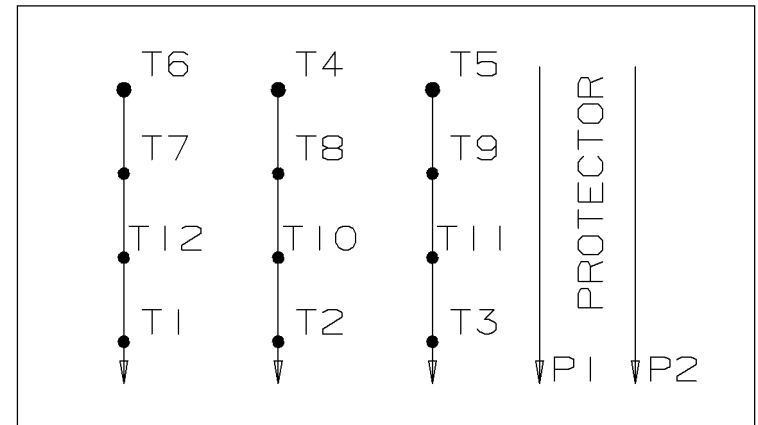 T6 T4 T5
T7 T8 T9
T12 T10 T11
T1 T2 T3
PROTECTOR
P1 P2